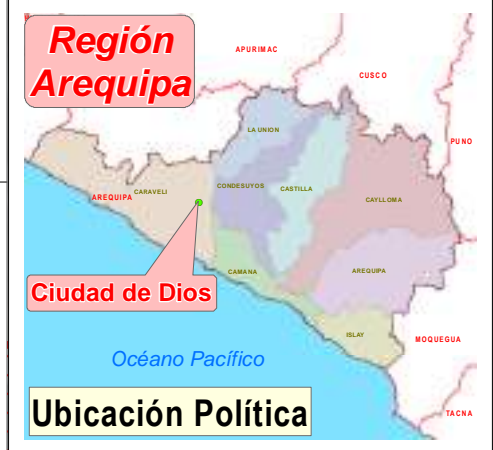 Región
Arequipa
APURIMAC
CUSCO
PUNO
LA UNION
CONDESUYOS
CASTILLA
CARAVELI
AREQUIPA
CAYLLOMA
AREQUIPA
CAMANA
Ciudad de Dios
ISLAY
MOQUEGUA
Océano Pacífico
Ubicación Política
TACNA